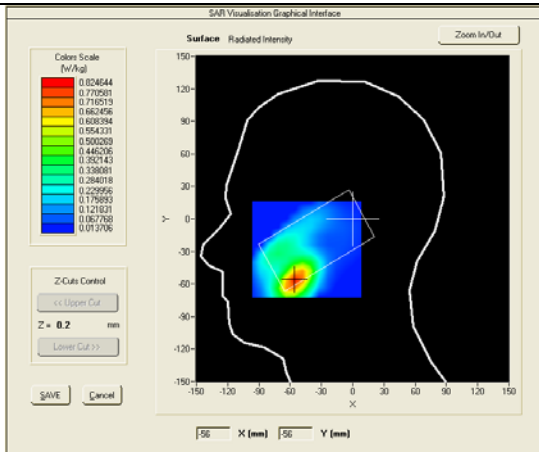 SAR Visualisation Graphical Interface
Surface Radiated Intensity
Zoom In/Out
Colors Scale
(W/kg)
0.824644
0.770581
0.716519
0.662456
0.608394
0.554331
0.500269
0.446206
0.392143
0.338081
0.284018
0.229956
0.175893
0.121831
0.067768
0.013706
Z-Cuts Control
<< Upper Cut
Z = 0.2 mm
Lower Cut >>
SAVE Cancel
Y
150
120
90
60
30
0
-30
-60
-90
-120
-150
-150 -120 -90 -60 -30 0 30 60 90 120 150
X
-56 X (mm) -56 Y (mm)